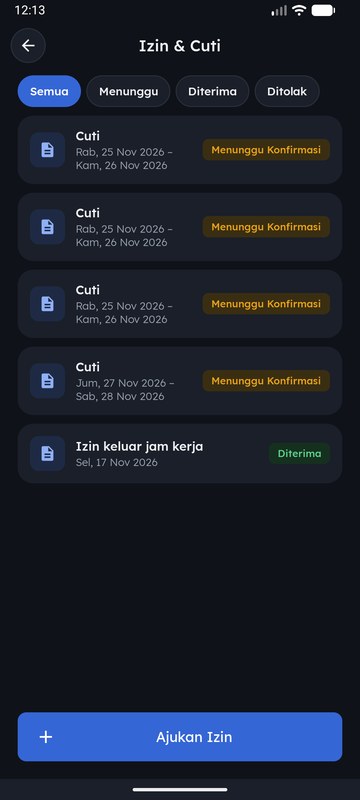 12:13
Izin & Cuti
Semua
Menunggu
Diterima
Ditolak
Cuti
Rab, 25 Nov 2026 –
Kam, 26 Nov 2026
Menunggu Konfirmasi
Cuti
Rab, 25 Nov 2026 –
Kam, 26 Nov 2026
Menunggu Konfirmasi
Cuti
Rab, 25 Nov 2026 –
Kam, 26 Nov 2026
Menunggu Konfirmasi
Cuti
Jum, 27 Nov 2026 –
Sab, 28 Nov 2026
Menunggu Konfirmasi
Izin keluar jam kerja
Sel, 17 Nov 2026
Diterima
Ajukan Izin